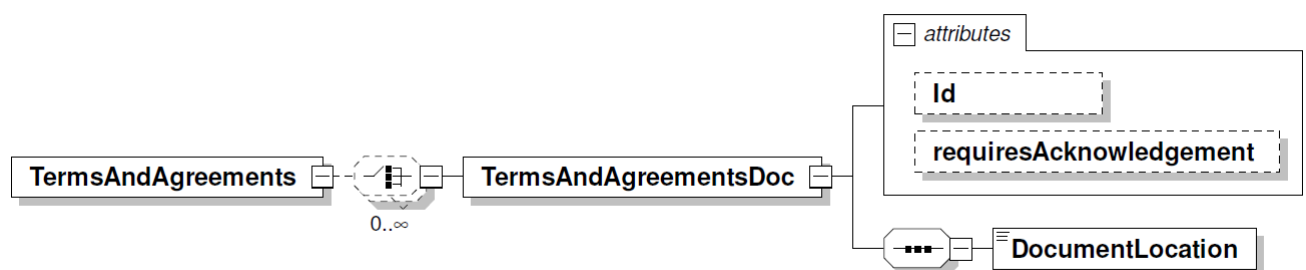 attributes
Id
requiresAcknowledgement
TermsAndAgreements
TermsAndAgreementsDoc
0..∞
DocumentLocation